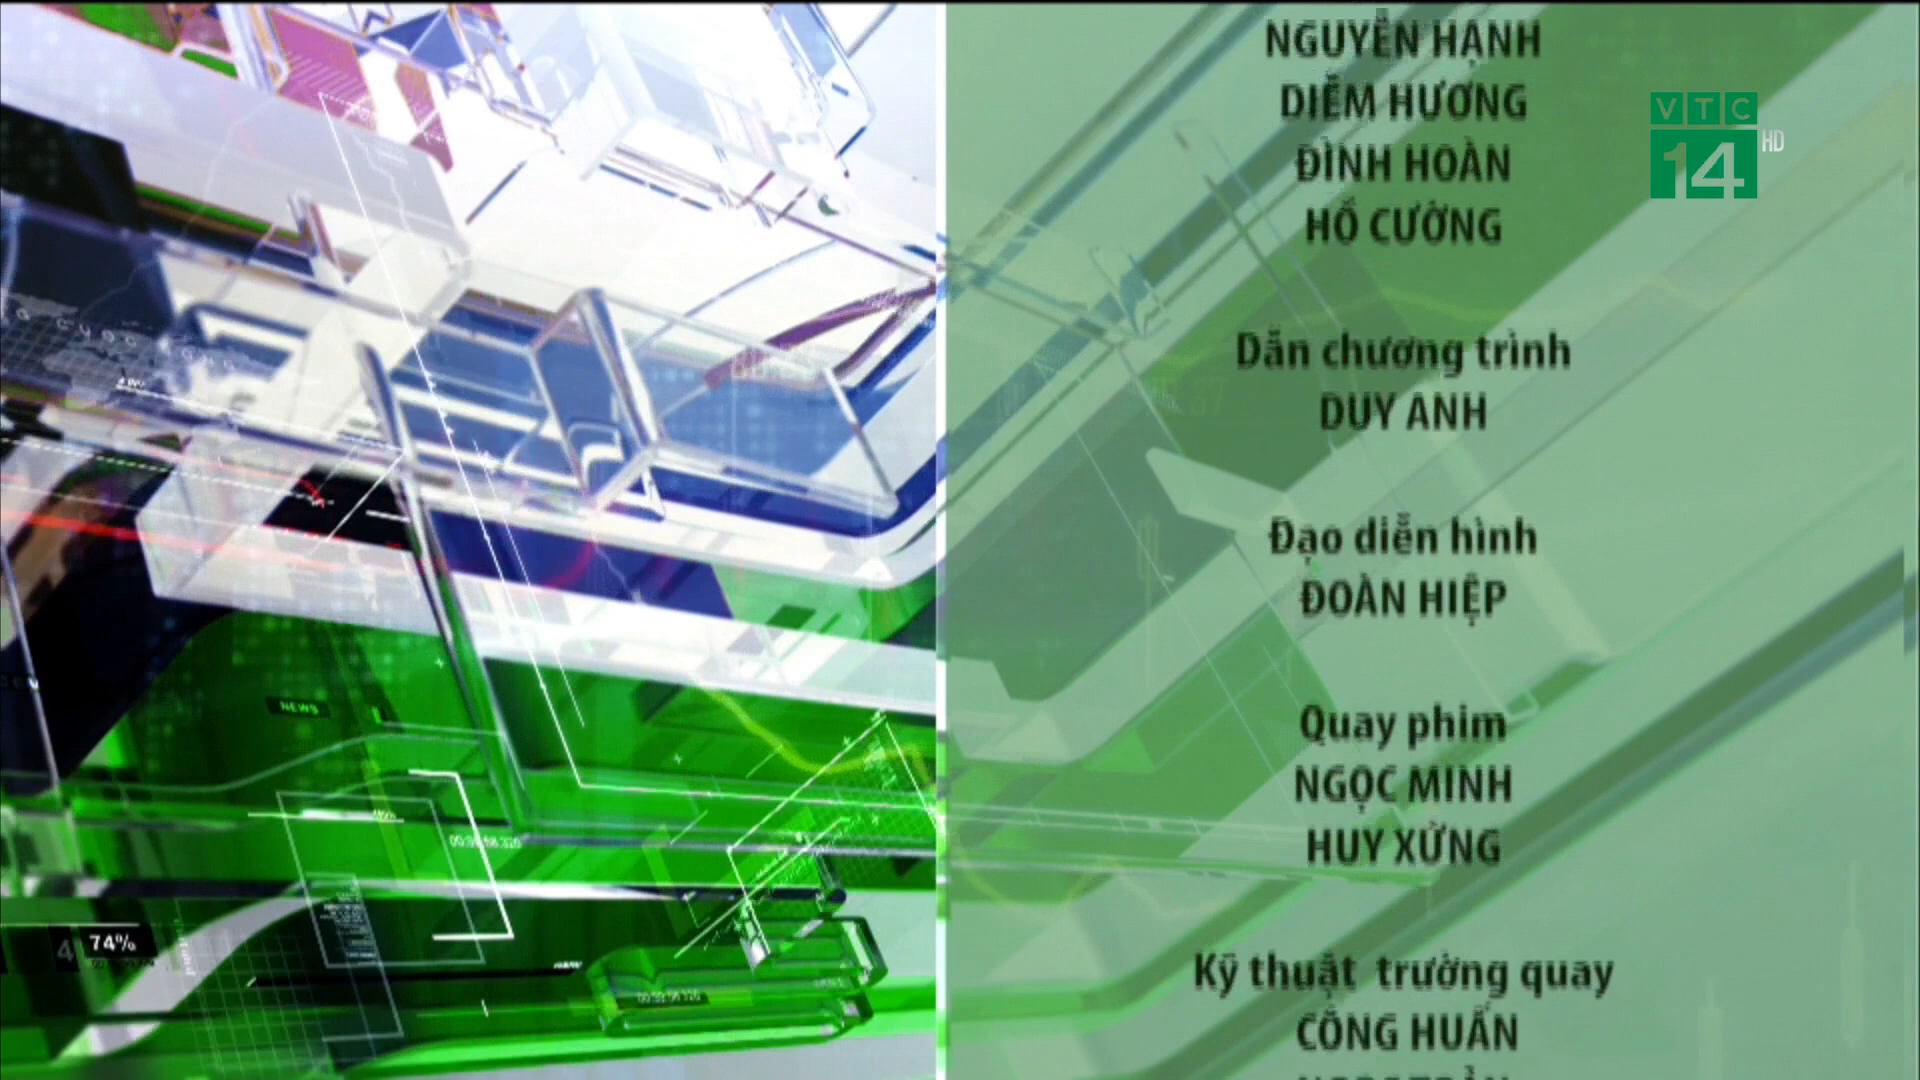 NGUYỄN HẠNH
DIỄM HƯƠNG
ĐÌNH HOÀN
HỒ CƯỜNG
VTC
14
HD
Dẫn chương trình
DUY ANH
Đạo diễn hình
ĐOÀN HIỆP
Quay phim
NGỌC MINH
HUY XỨNG
Kỹ thuật trường quay
CÔNG HUẤN
NEWS
74%